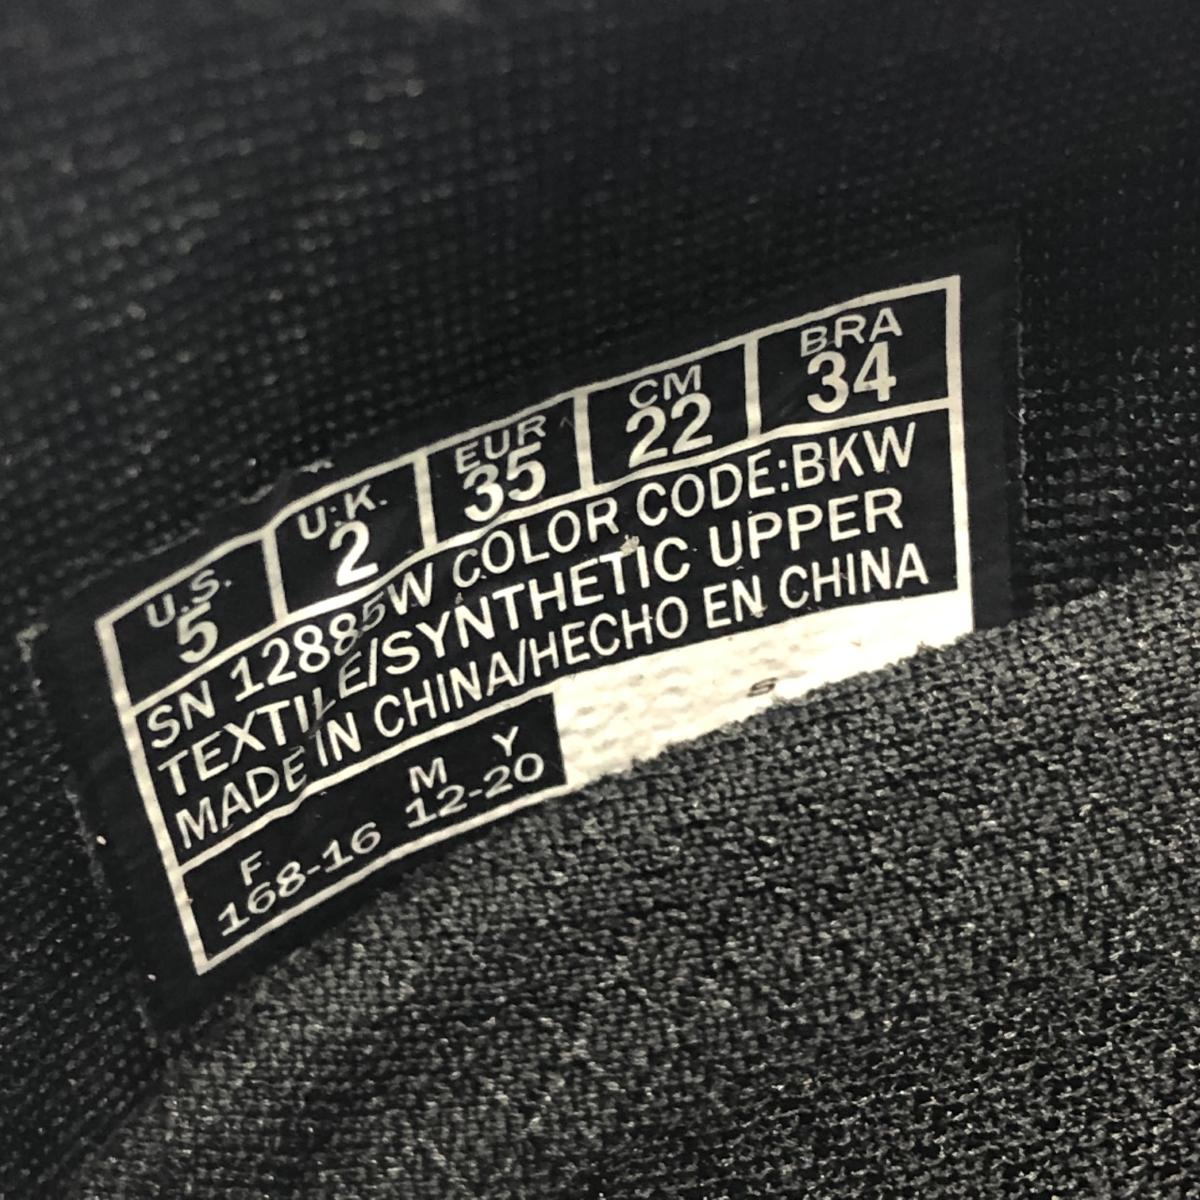 U.S. U.K. EUR CM BRA
5 2 35 22 34
SN 12885W COLOR CODE:BKW
TEXTILE/SYNTHETIC UPPER
MADE IN CHINA/HECHO EN CHINA
F M Y
168-16 12-20